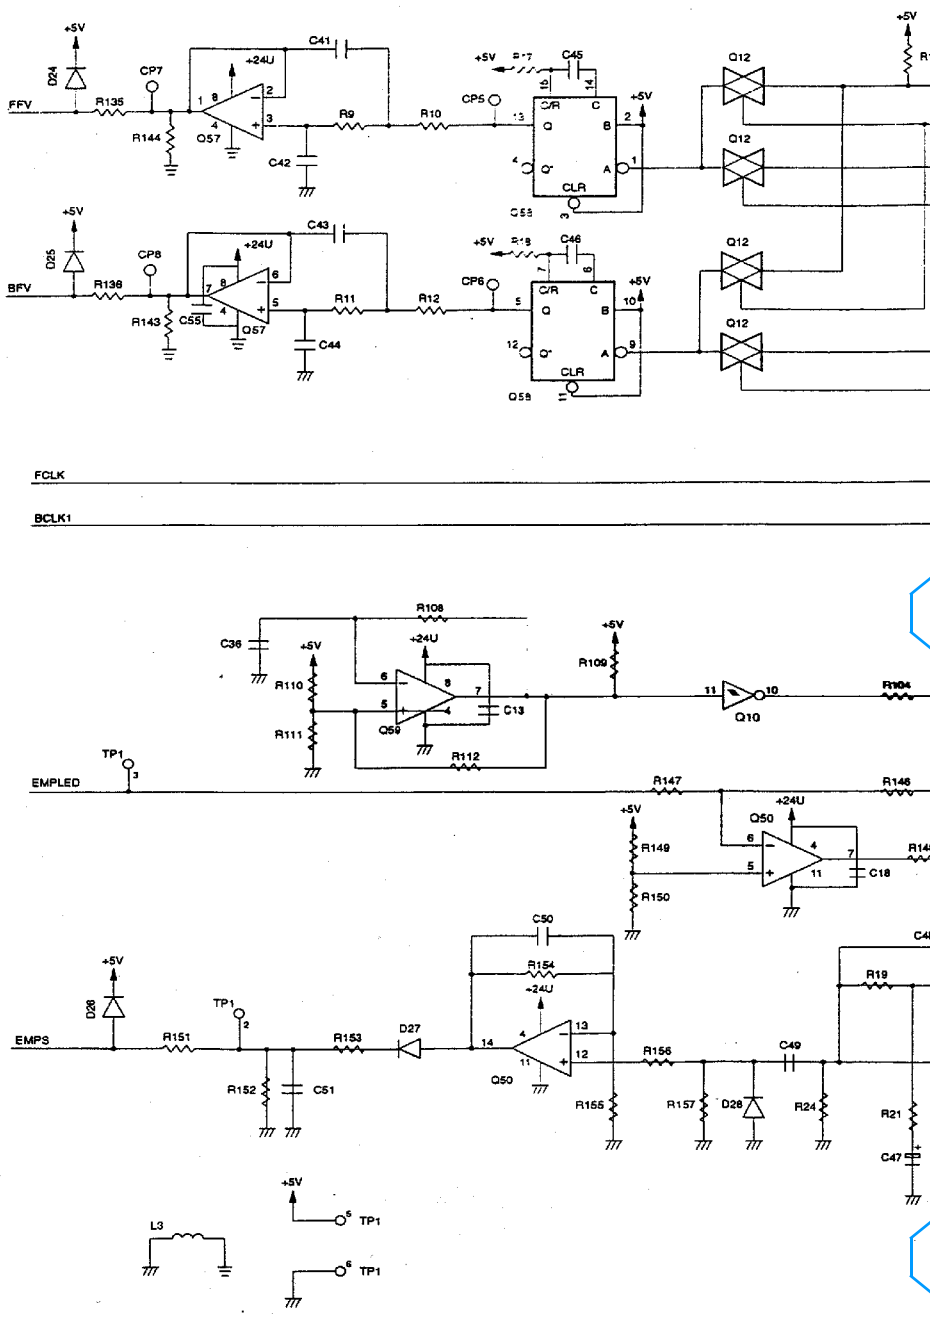 +5V
D24
FFV
R135
CP7
R144
1
8
4
+24U
Q57
2
3
C41
C42
R9
R10
CP5
13
+5V
R17
C45
15
14
C/R
C
Q
B
2
+5V
4
Q*
A
1
CLR
3
Q58
Q12
Q12
+5V
+5V
D25
BFV
R136
CP8
R143
C55
7
8
4
+24U
Q57
6
5
C43
C44
R11
R12
CP6
5
+5V
R18
C46
7
6
C/R
C
Q
B
10
+5V
12
Q*
A
9
CLR
11
Q58
Q12
Q12
FCLK
BCLK1
R108
C36
+5V
R110
R111
+24U
6
5
8
4
7
Q59
C13
R112
+5V
R109
11
10
Q10
R104
TP1
3
EMPLED
R147
R146
+24U
Q50
+5V
R149
R150
6
5
4
11
7
C18
C50
R154
+24U
+5V
D26
EMPS
R151
TP1
2
R152
C51
R153
D27
14
4
11
13
12
Q50
R155
R156
R157
D28
C49
R24
R19
R21
C47
+
+5V
5
TP1
L3
6
TP1